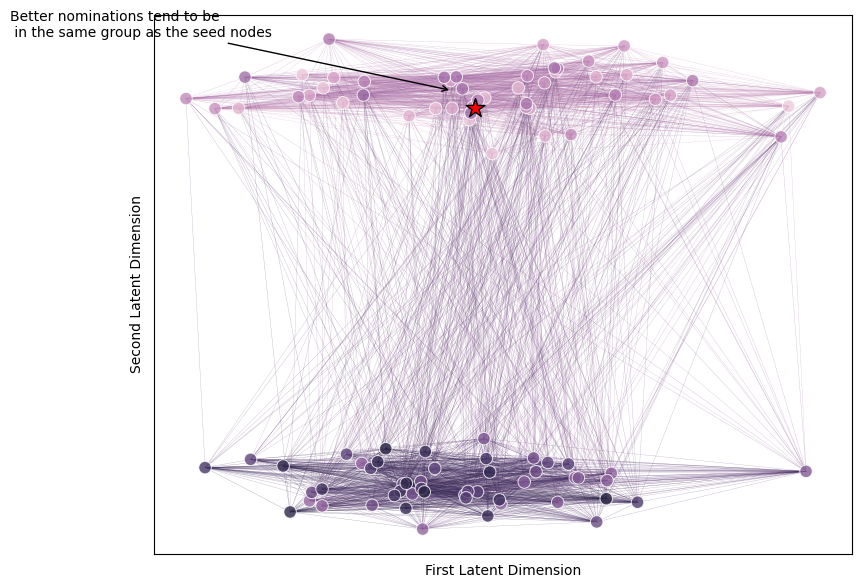 Better nominations tend to be
in the same group as the seed nodes
Second Latent Dimension
First Latent Dimension